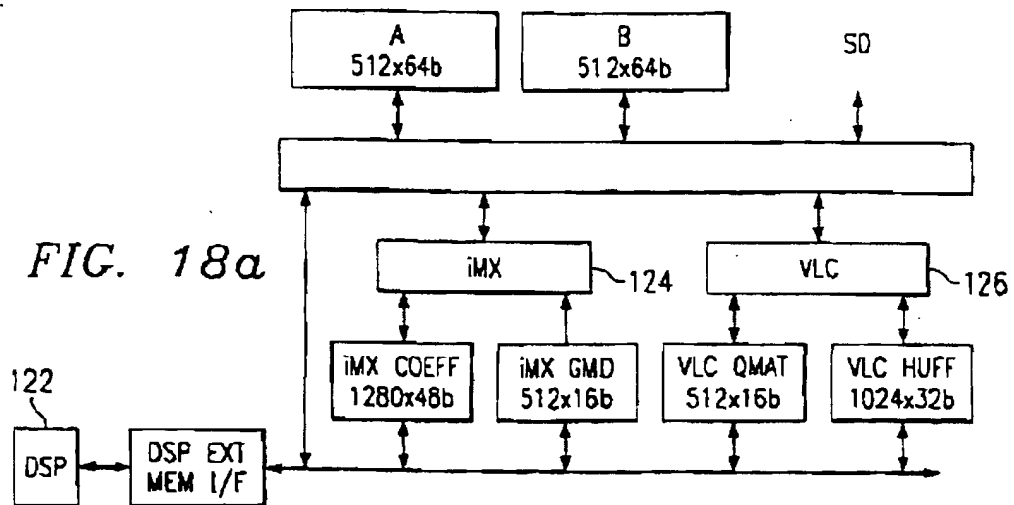 A
512x64b
B
512x64b
SD
FIG. 18a
iMX
124
VLC
126
iMX COEFF
1280x48b
iMX GMD
512x16b
VLC QMAT
512x16b
VLC HUFF
1024x32b
122
DSP
DSP EXT
MEM I/F